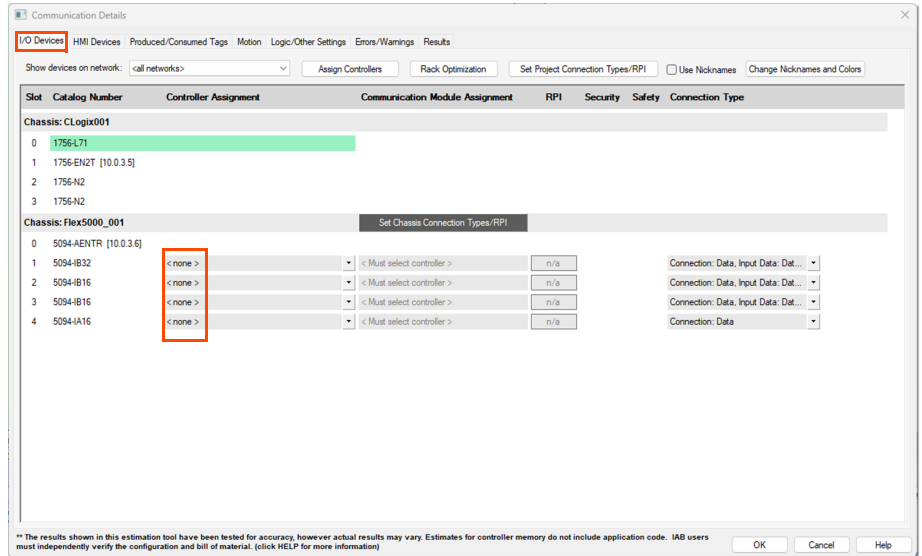 Communication Details
I/O Devices HMI Devices Produced/Consumed Tags Motion Logic/Other Settings Errors/Warnings Results
Show devices on network: <all networks> Assign Controllers Rack Optimization Set Project Connection Types/RPI Use Nicknames Change Nicknames and Colors
Slot Catalog Number Controller Assignment Communication Module Assignment RPI Security Safety Connection Type
Chassis: CLogix001
0 1756-L71
1 1756-EN2T [10.0.3.5]
2 1756-N2
3 1756-N2
Chassis: Flex5000_001 Set Chassis Connection Types/RPI
0 5094-AENTR [10.0.3.6]
1 5094-IB32 < none > < Must select controller > n/a Connection: Data, Input Data: Dat...
2 5094-IB16 < none > < Must select controller > n/a Connection: Data, Input Data: Dat...
3 5094-IB16 < none > < Must select controller > n/a Connection: Data, Input Data: Dat...
4 5094-IA16 < none > < Must select controller > n/a Connection: Data
** The results shown in this estimation tool have been tested for accuracy, however actual results may vary. Estimates for controller memory do not include application code. IAB users
must independently verify the configuration and bill of material. (click HELP for more information)
OK Cancel Help